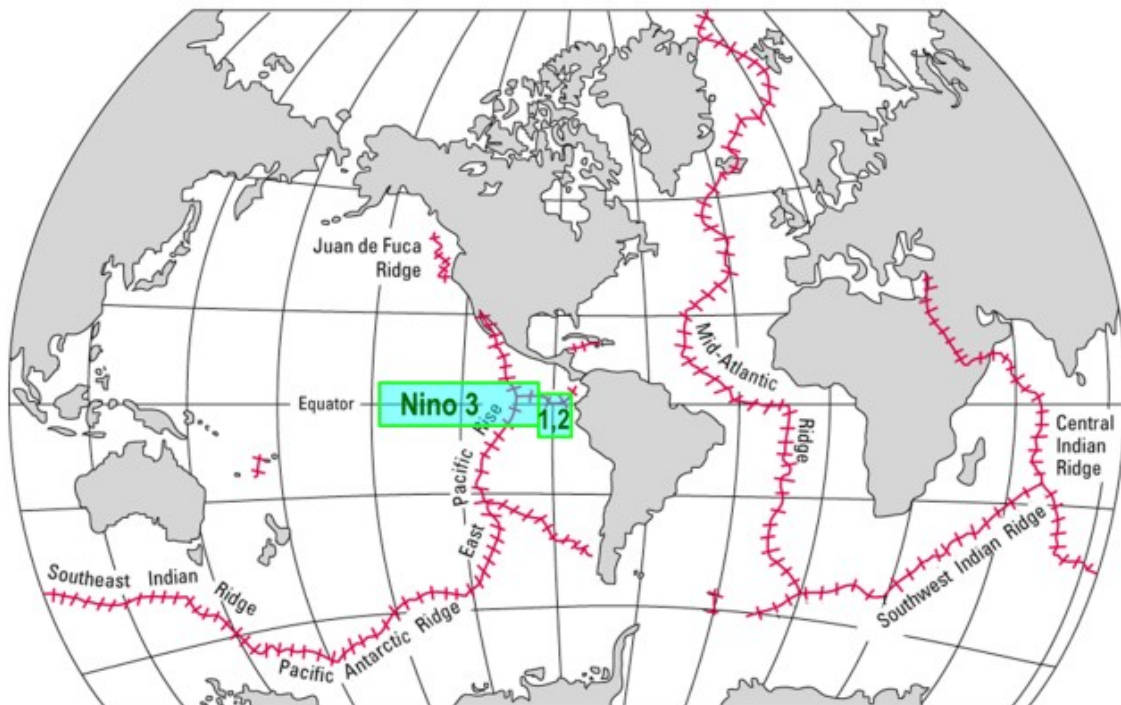 Juan de Fuca
Ridge
Mid-Atlantic
Ridge
Equator
Nino 3
1,2
Central
Indian
Ridge
East Pacific Rise
Southeast Indian Ridge
Pacific Antarctic Ridge
Southwest Indian Ridge